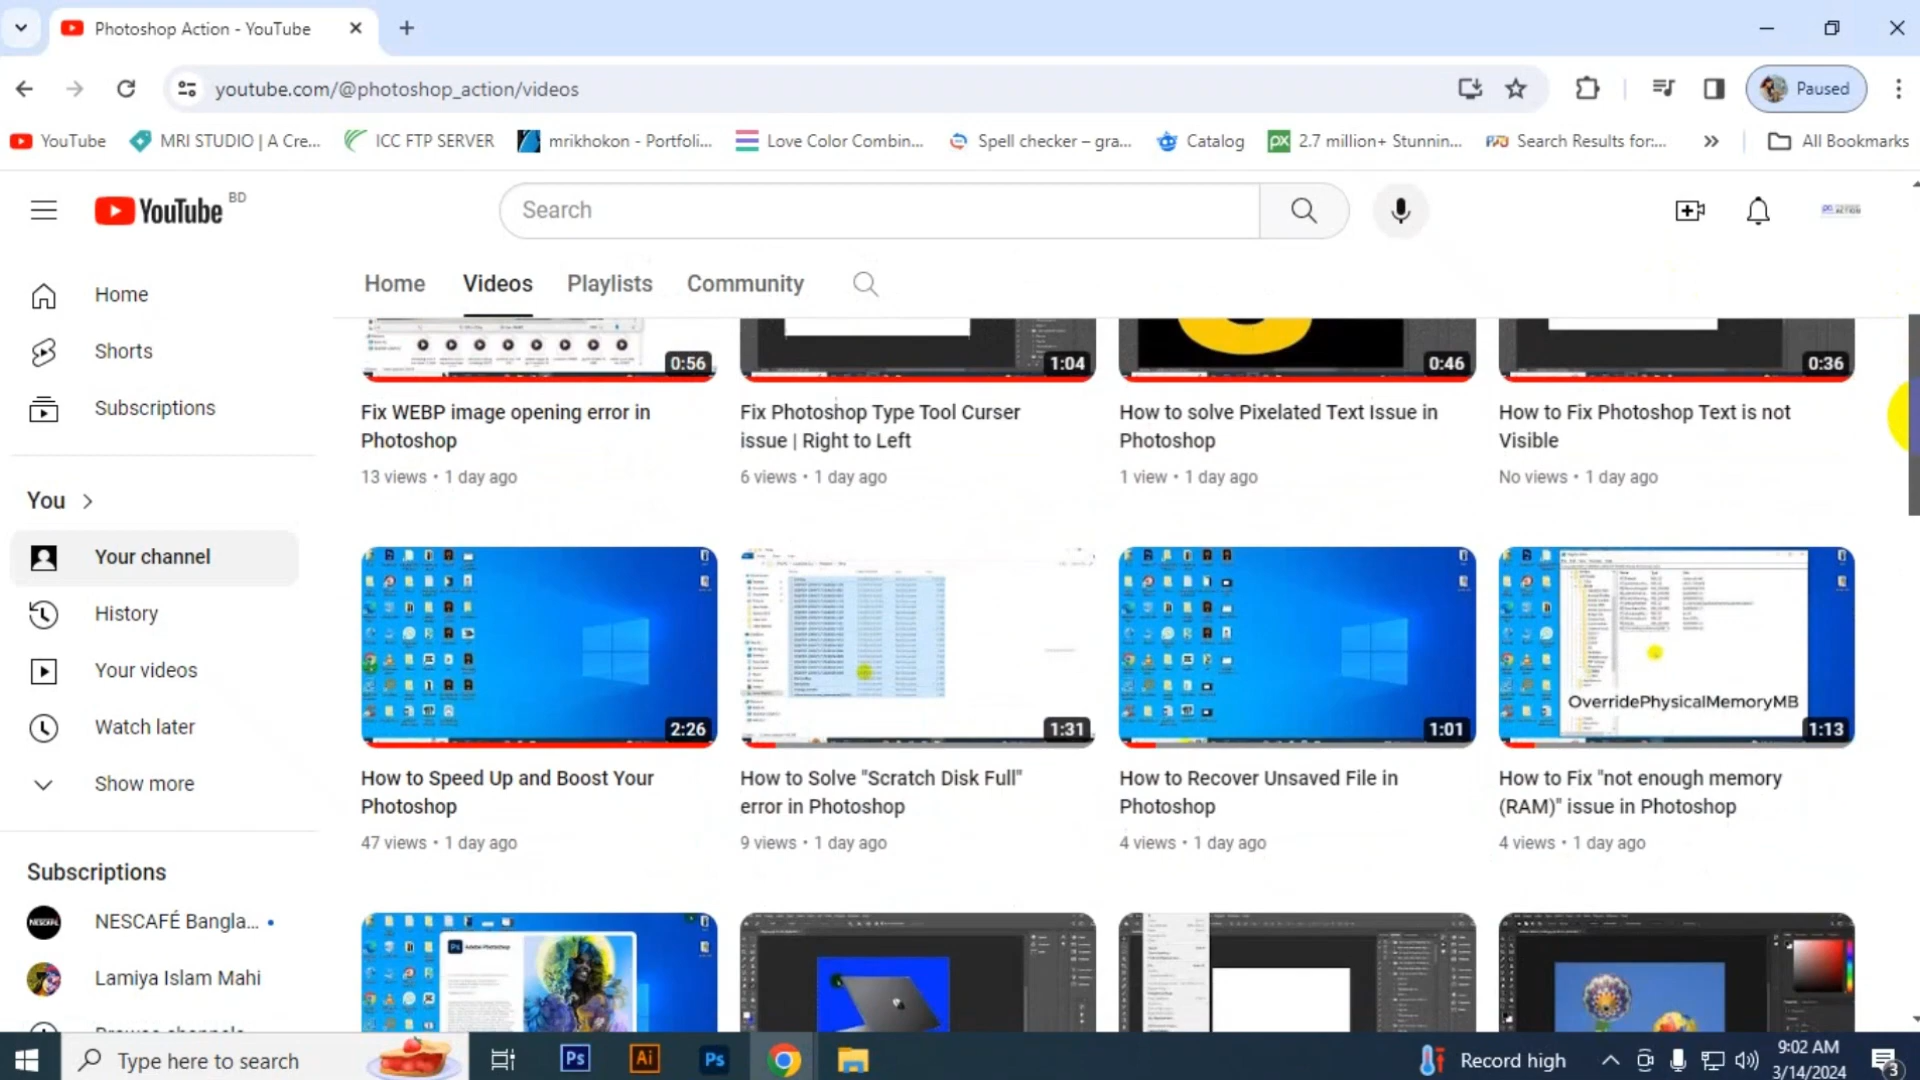 Photoshop Action - YouTube
youtube.com/@photoshop_action/videos
Paused
YouTube
MRI STUDIO | A Cre...
ICC FTP SERVER
mrikhokon - Portfoli...
Love Color Combin...
Spell checker – gra...
Catalog
px
2.7 million+ Stunnin...
Search Results for:...
All Bookmarks
YouTube BD
Search
Home
Videos
Playlists
Community
Home
Shorts
Subscriptions
You
Your channel
History
Your videos
Watch later
Show more
Subscriptions
NESCAFÉ Bangla...
Lamiya Islam Mahi
0:56
1:04
0:46
0:36
Fix WEBP image opening error in
Photoshop
13 views • 1 day ago
Fix Photoshop Type Tool Curser
issue | Right to Left
6 views • 1 day ago
How to solve Pixelated Text Issue in
Photoshop
1 view • 1 day ago
How to Fix Photoshop Text is not
Visible
No views • 1 day ago
2:26
1:31
1:01
OverridePhysicalMemoryMB
1:13
How to Speed Up and Boost Your
Photoshop
47 views • 1 day ago
How to Solve "Scratch Disk Full"
error in Photoshop
9 views • 1 day ago
How to Recover Unsaved File in
Photoshop
4 views • 1 day ago
How to Fix "not enough memory
(RAM)" issue in Photoshop
4 views • 1 day ago
Ps Adobe Photoshop
Type here to search
Ps
Ai
Ps
Record high
9:02 AM
3/14/2024
3